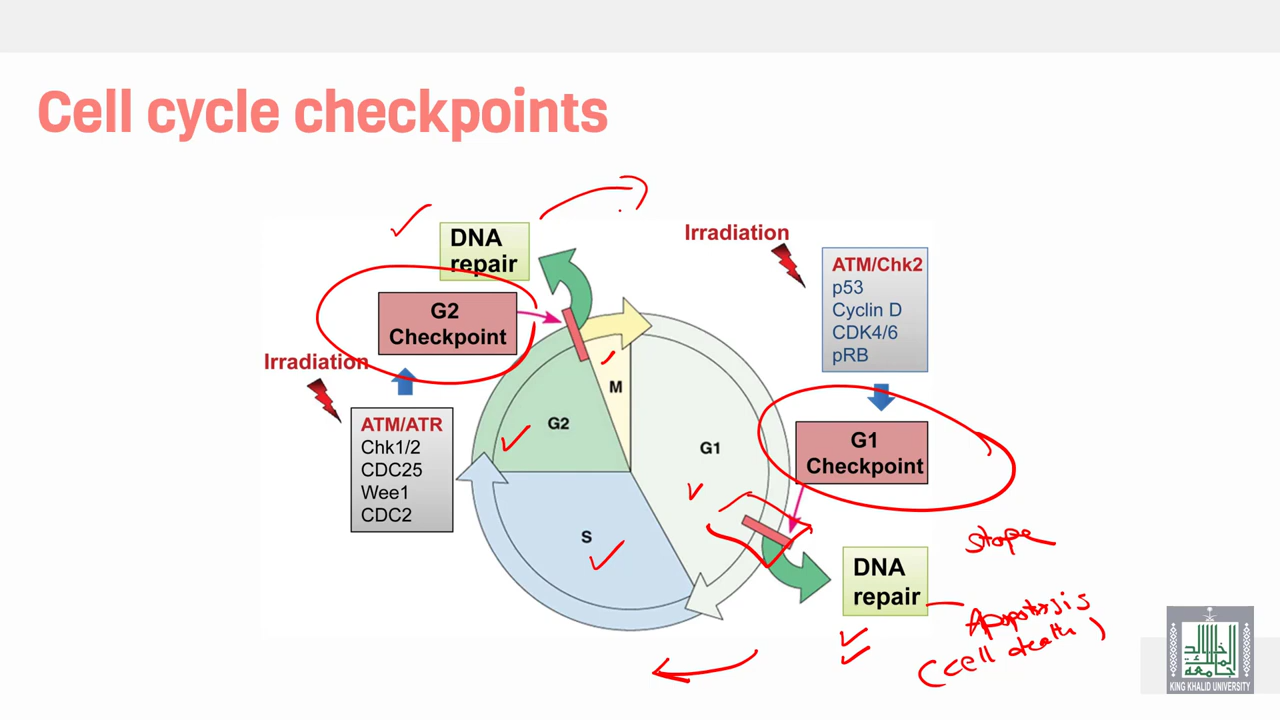 Cell cycle checkpoints
DNA
repair
G2
Checkpoint
Irradiation
ATM/ATR
Chk1/2
CDC25
Wee1
CDC2
Irradiation
ATM/Chk2
p53
Cyclin D
CDK4/6
pRB
G1
Checkpoint
M
G2
G1
S
DNA
repair
stope
Apoptosis
(cell death)
KING KHALID UNIVERSITY